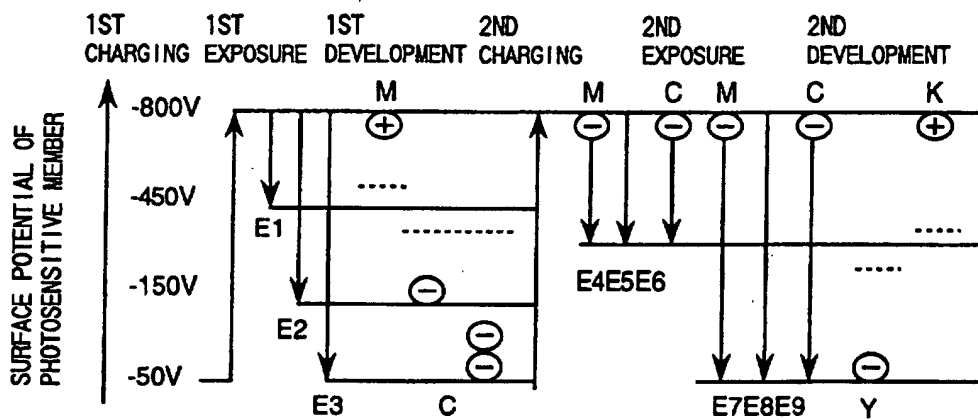 1ST CHARGING
1ST EXPOSURE
1ST DEVELOPMENT
2ND CHARGING
2ND EXPOSURE
2ND DEVELOPMENT
SURFACE POTENTIAL OF
PHOTOSENSITIVE MEMBER
-800V
M
+
M
-
C
-
M
-
C
-
K
+
-450V
E1
E4E5E6
-150V
-
E2
-
-
-
-50V
E3
C
E7E8E9
Y